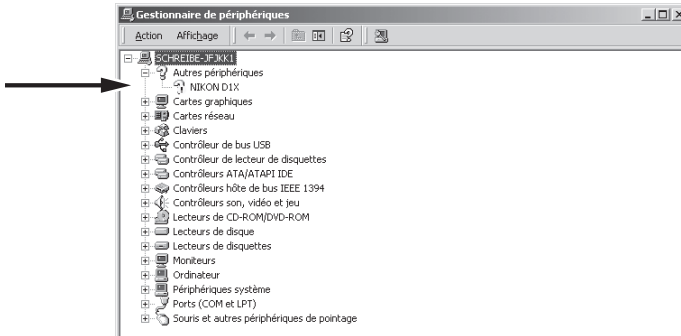 Gestionnaire de périphériques
Action Affichage
SCHREIBE-JFJKK1
Autres périphériques
NIKON D1X
Cartes graphiques
Cartes réseau
Claviers
Contrôleur de bus USB
Contrôleur de lecteur de disquettes
Contrôleurs ATA/ATAPI IDE
Contrôleurs hôte de bus IEEE 1394
Contrôleurs son, vidéo et jeu
Lecteurs de CD-ROM/DVD-ROM
Lecteurs de disque
Lecteurs de disquettes
Moniteurs
Ordinateur
Périphériques système
Ports (COM et LPT)
Souris et autres périphériques de pointage